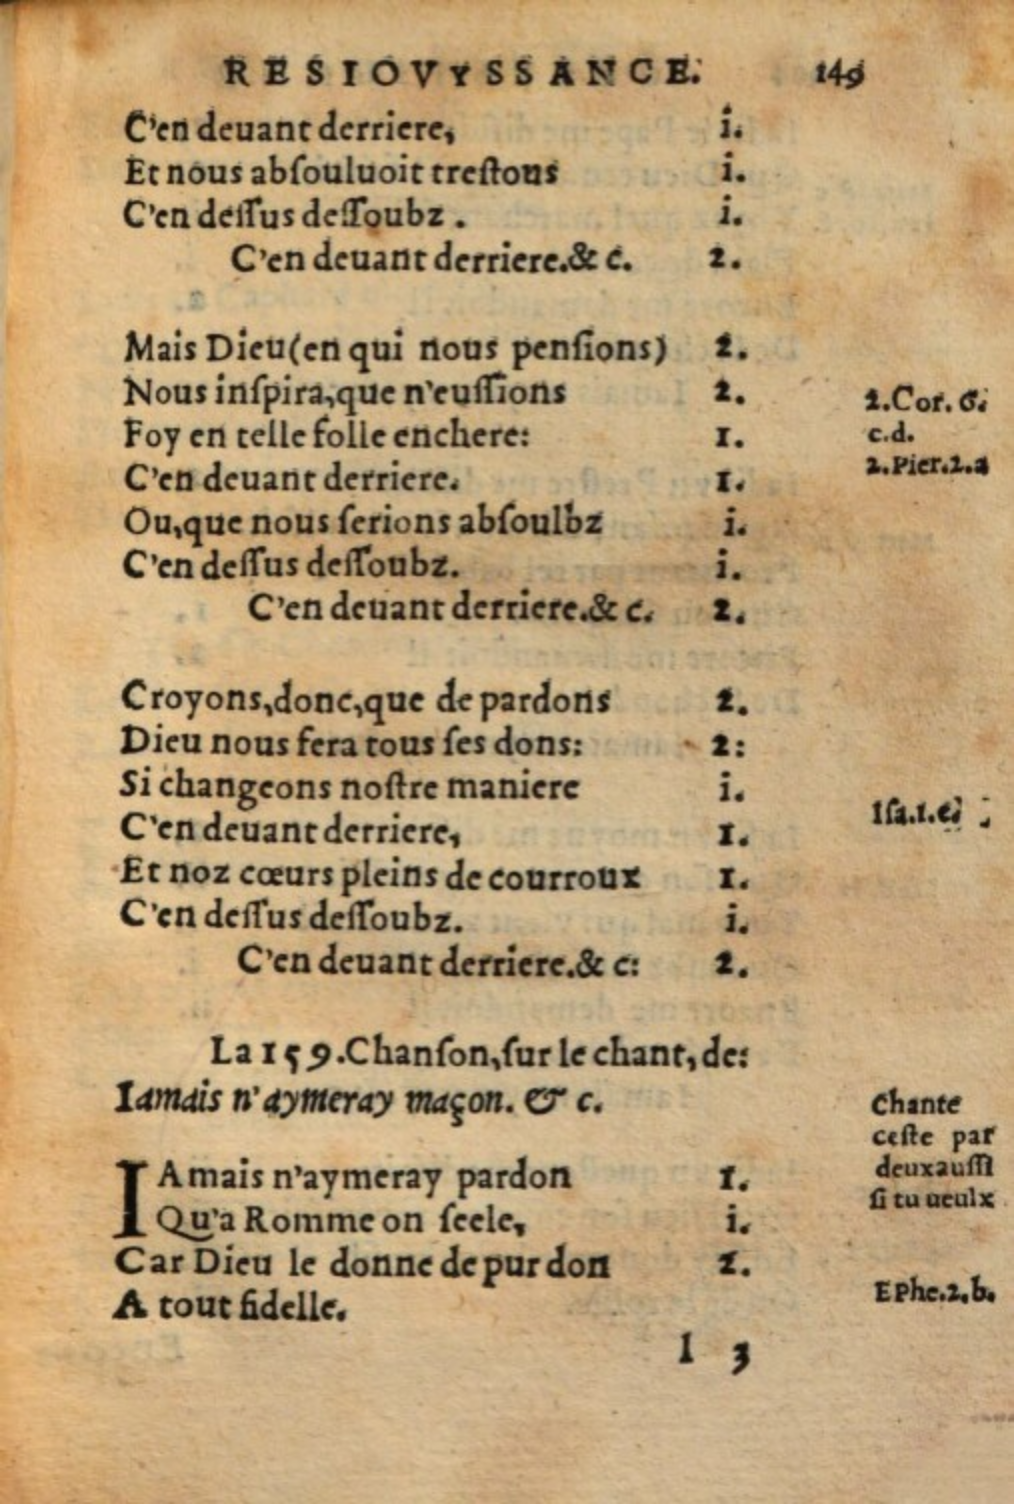 RESIOVYSSANCE. 149
C'en deuant derriere, i.
Et nous abſouluoit treſtous i.
C'en deſſus deſſoubz . i.
C'en deuant derriere.& c. 2.
Mais Dieu(en qui nous penſions) 2.
Nous inſpira,que n'euſſions 2.
2.Cor. 6.
Foy en telle folle enchere: 1.
c.d.
C'en deuant derriere. 1.
2.Pier.2.a
Ou,que nous ſerions abſoulbz i.
C'en deſſus deſſoubz. i.
C'en deuant derriere.& c. 2.
Croyons,donc,que de pardons 2.
Dieu nous fera tous ſes dons: 2:
Si changeons noſtre maniere i.
Iſa.1.e.
C'en deuant derriere, 1.
Et noz cœurs pleins de courroux 1.
C'en deſſus deſſoubz. i.
C'en deuant derriere.& c: 2.
La 159.Chanſon,ſur le chant,de:
Iamais n'aymeray maçon. & c.
Chante
ceſte par
deuxauſſi
ſi tu ueulx
IAmais n'aymeray pardon 1.
Qu'a Romme on ſeele, i.
Car Dieu le donne de pur don 1.
EPhe.2.b.
A tout fidelle.
I 3